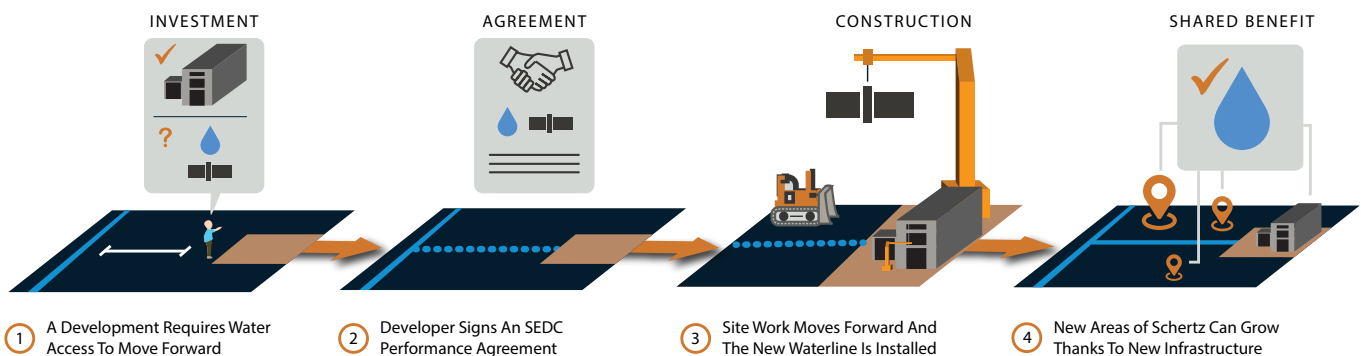 INVESTMENT
AGREEMENT
CONSTRUCTION
SHARED BENEFIT
?
1 A Development Requires Water
Access To Move Forward
2 Developer Signs An SEDC
Performance Agreement
3 Site Work Moves Forward And
The New Waterline Is Installed
4 New Areas of Schertz Can Grow
Thanks To New Infrastructure